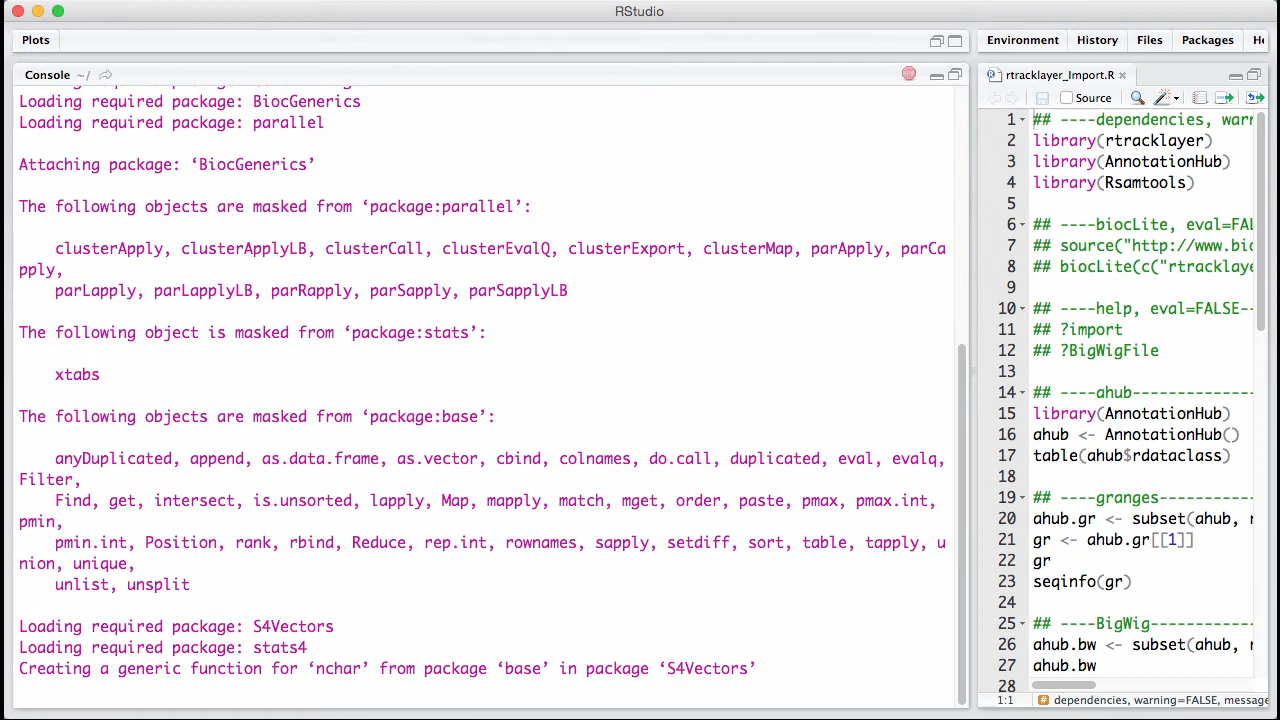 RStudio
Plots
Console ~/
Loading required package: BiocGenerics
Loading required package: parallel
Attaching package: ‘BiocGenerics’
The following objects are masked from ‘package:parallel’:
clusterApply, clusterApplyLB, clusterCall, clusterEvalQ, clusterExport, clusterMap, parApply, parCa
pply,
parLapply, parLapplyLB, parRapply, parSapply, parSapplyLB
The following object is masked from ‘package:stats’:
xtabs
The following objects are masked from ‘package:base’:
anyDuplicated, append, as.data.frame, as.vector, cbind, colnames, do.call, duplicated, eval, evalq,
Filter,
Find, get, intersect, is.unsorted, lapply, Map, mapply, match, mget, order, paste, pmax, pmax.int,
pmin,
pmin.int, Position, rank, rbind, Reduce, rep.int, rownames, sapply, setdiff, sort, table, tapply, u
nion, unique,
unlist, unsplit
Loading required package: S4Vectors
Loading required package: stats4
Creating a generic function for ‘nchar’ from package ‘base’ in package ‘S4Vectors’
Environment History Files Packages He
rtracklayer_Import.R
Source
1 ## ----dependencies, warn
2 library(rtracklayer)
3 library(AnnotationHub)
4 library(Rsamtools)
5
6 ## ----biocLite, eval=FAL
7 ## source("http://www.bio
8 ## biocLite(c("rtracklaye
9
10 ## ----help, eval=FALSE--
11 ## ?import
12 ## ?BigWigFile
13
14 ## ----ahub-------------
15 library(AnnotationHub)
16 ahub <- AnnotationHub()
17 table(ahub$rdataclass)
18
19 ## ----granges----------
20 ahub.gr <- subset(ahub, r
21 gr <- ahub.gr[[1]]
22 gr
23 seqinfo(gr)
24
25 ## ----BigWig-----------
26 ahub.bw <- subset(ahub, r
27 ahub.bw
28
1:1 # dependencies, warning=FALSE, message